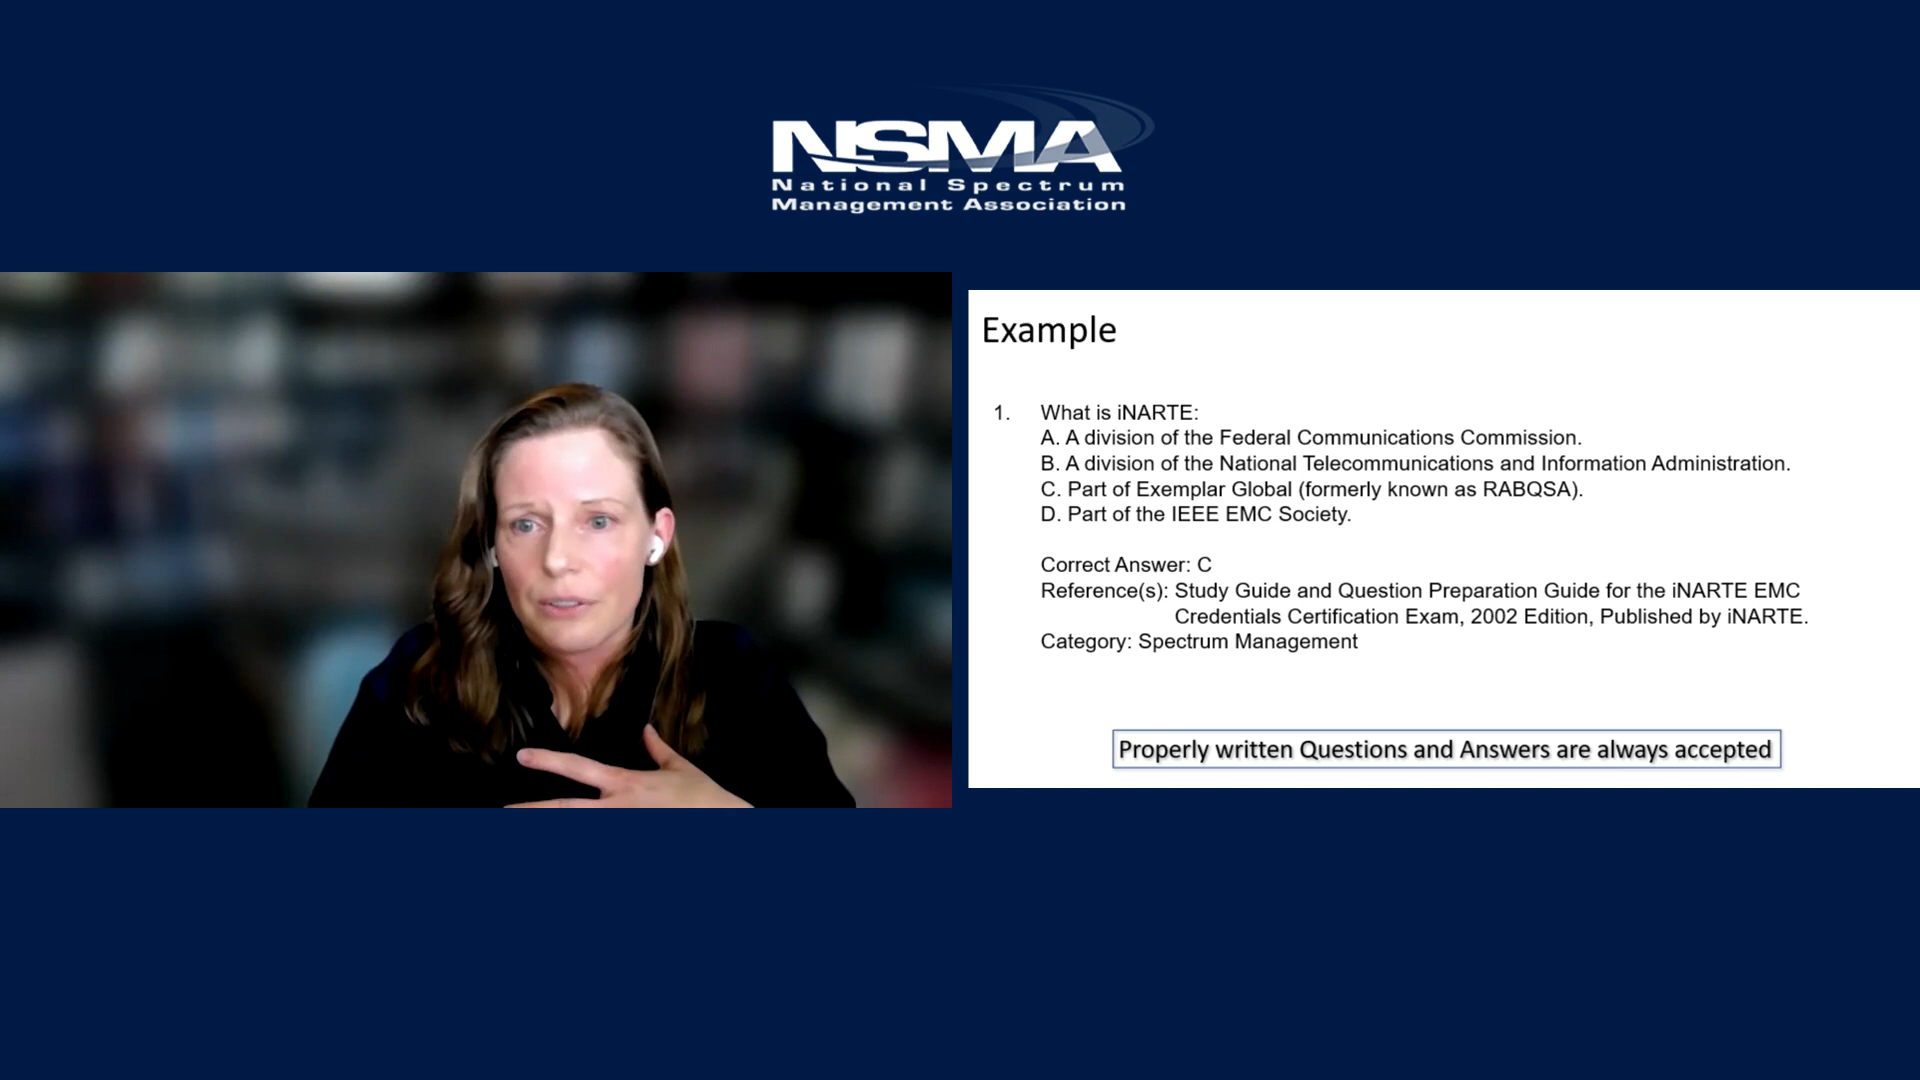 NSMA
National Spectrum
Management Association
Example
1. What is iNARTE:
A. A division of the Federal Communications Commission.
B. A division of the National Telecommunications and Information Administration.
C. Part of Exemplar Global (formerly known as RABQSA).
D. Part of the IEEE EMC Society.
Correct Answer: C
Reference(s): Study Guide and Question Preparation Guide for the iNARTE EMC
Credentials Certification Exam, 2002 Edition, Published by iNARTE.
Category: Spectrum Management
Properly written Questions and Answers are always accepted